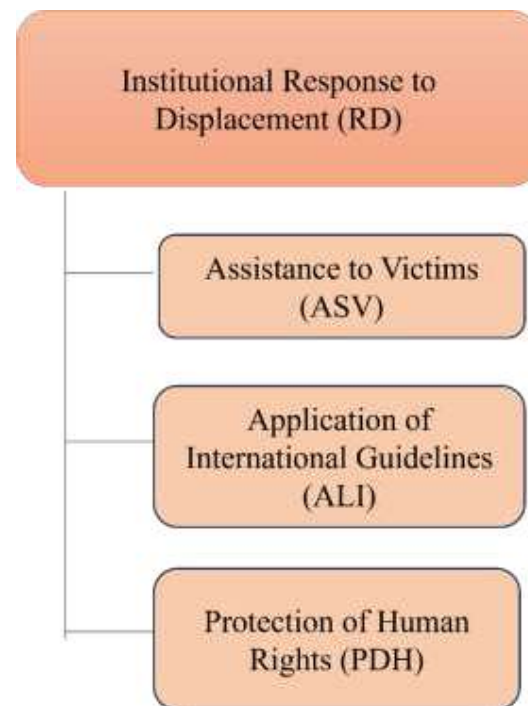 Institutional Response to
Displacement (RD)
Assistance to Victims
(ASV)
Application of
International Guidelines
(ALI)
Protection of Human
Rights (PDH)